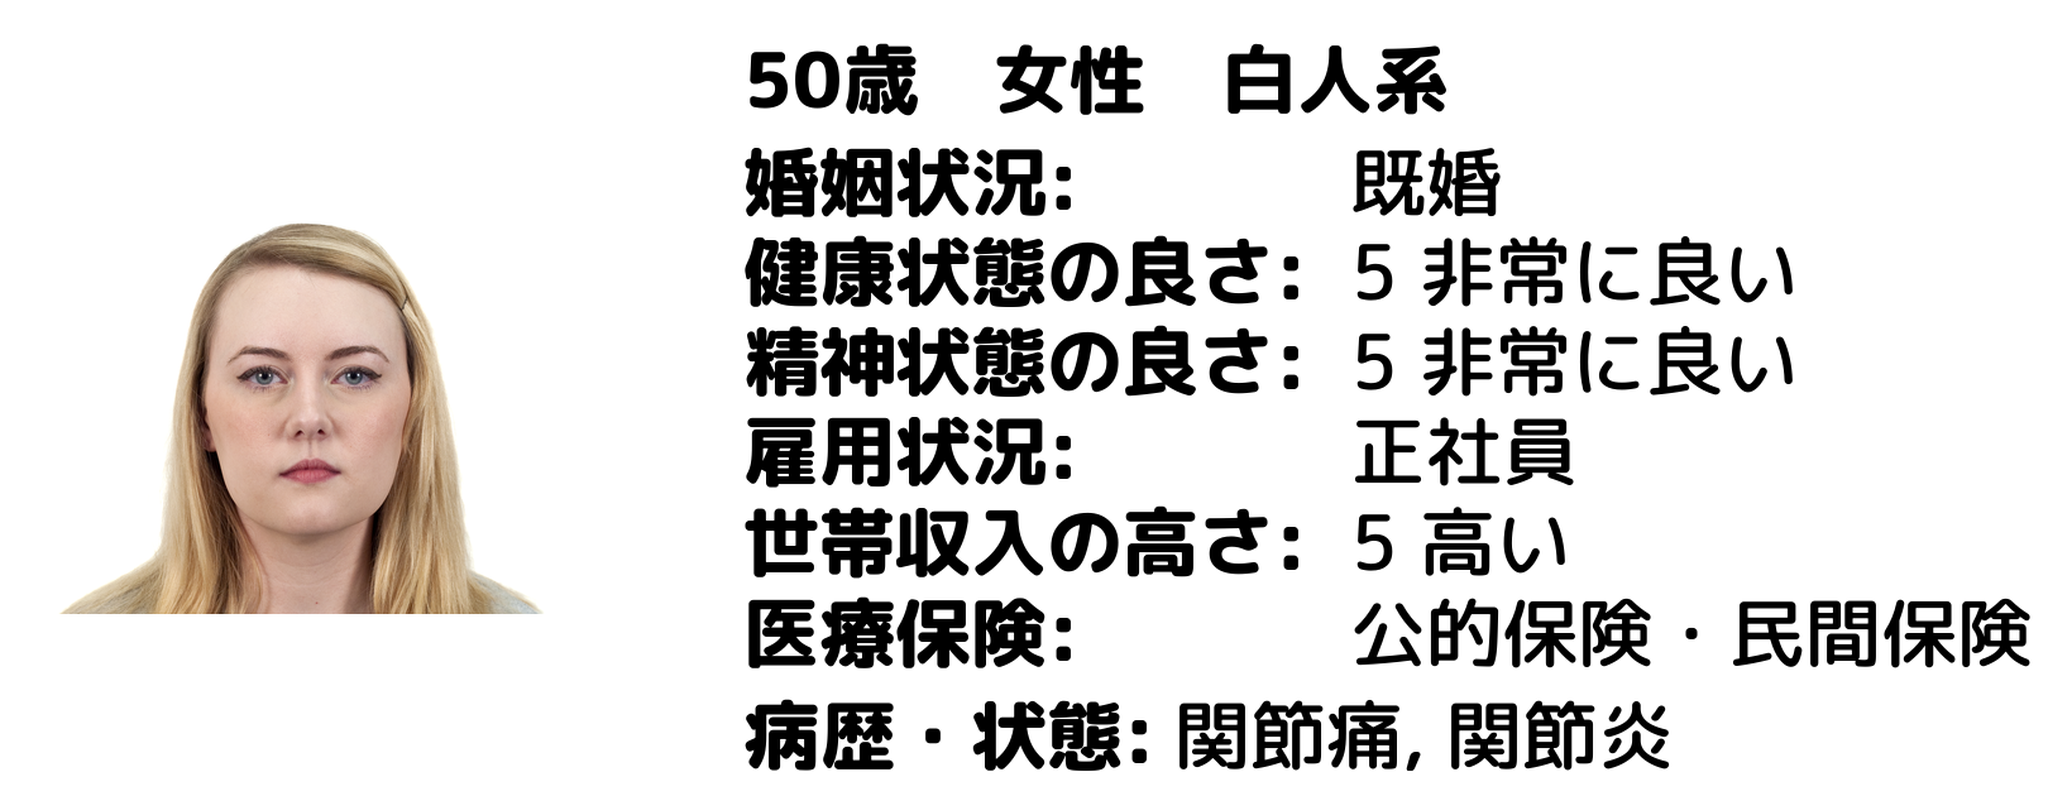 50歳　女性　白人系
婚姻状況: 既婚
健康状態の良さ: 5 非常に良い
精神状態の良さ: 5 非常に良い
雇用状況: 正社員
世帯収入の高さ: 5 高い
医療保険: 公的保険・民間保険
病歴・状態: 関節痛, 関節炎